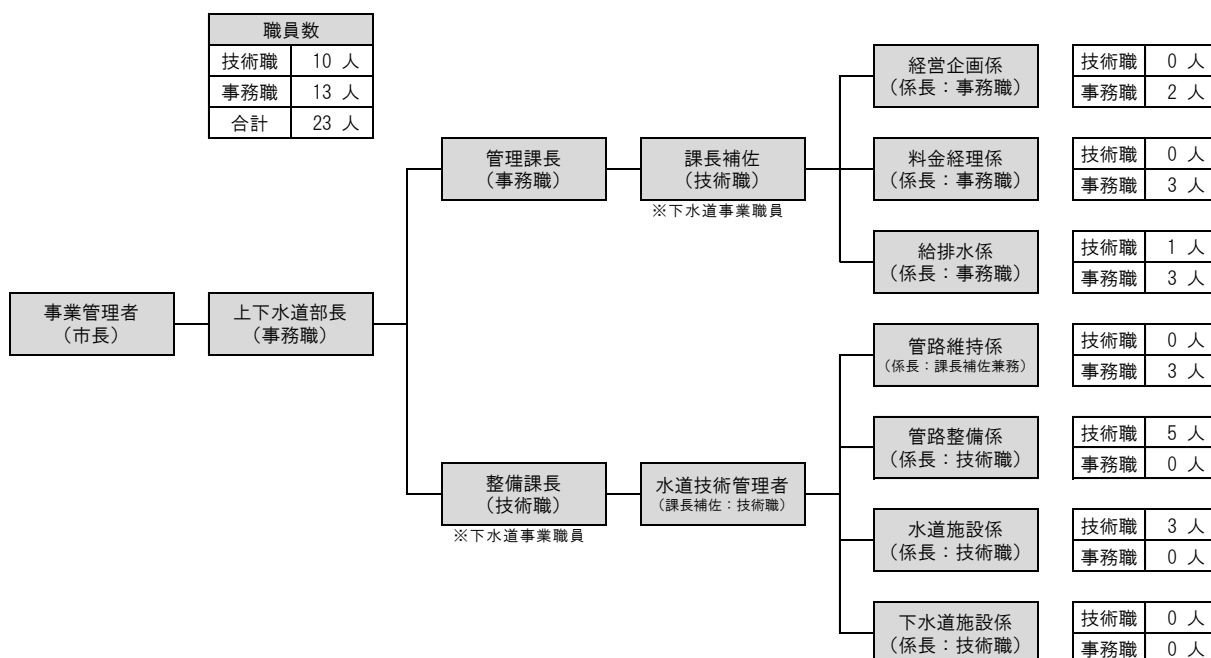 職員数
技術職 10 人
事務職 13 人
合計 23 人
事業管理者
（市長）
上下水道部長
（事務職）
管理課長
（事務職）
課長補佐
（技術職）
※下水道事業職員
経営企画係
（係長：事務職）
技術職 0 人
事務職 2 人
料金経理係
（係長：事務職）
技術職 0 人
事務職 3 人
給排水係
（係長：事務職）
技術職 1 人
事務職 3 人
整備課長
（技術職）
※下水道事業職員
水道技術管理者
（課長補佐：技術職）
管路維持係
（係長：課長補佐兼務）
技術職 0 人
事務職 3 人
管路整備係
（係長：技術職）
技術職 5 人
事務職 0 人
水道施設係
（係長：技術職）
技術職 3 人
事務職 0 人
下水道施設係
（係長：技術職）
技術職 0 人
事務職 0 人